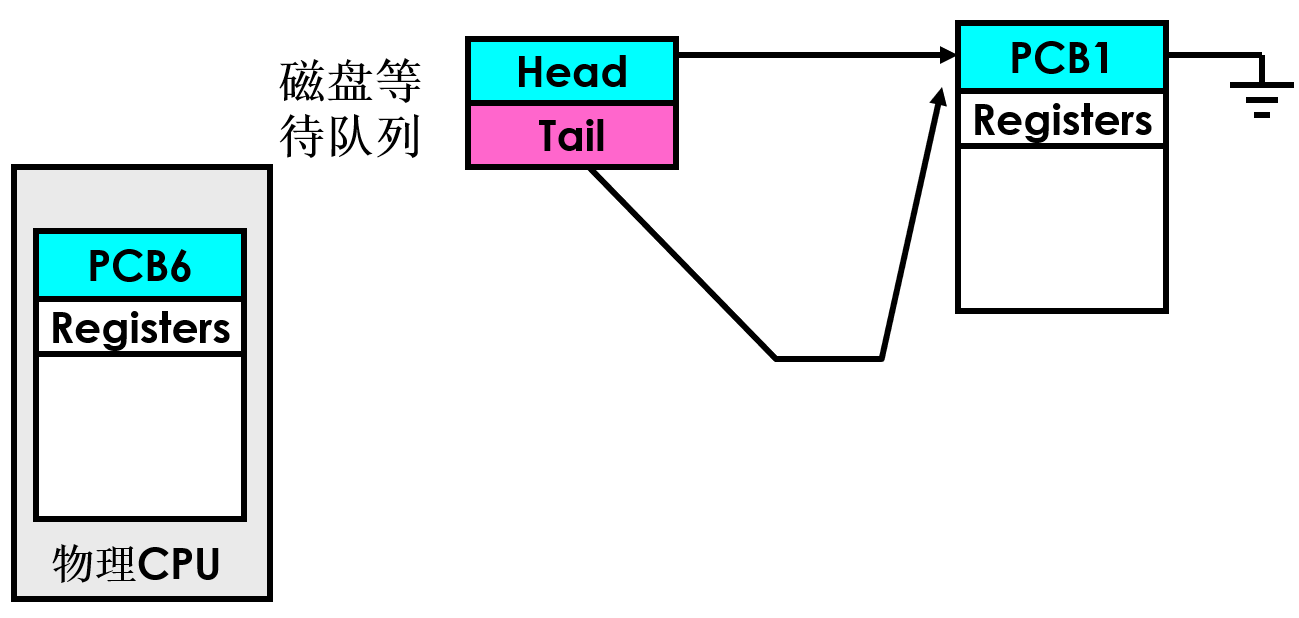 磁盘等
待队列
Head
Tail
PCB1
Registers
PCB6
Registers
物理CPU